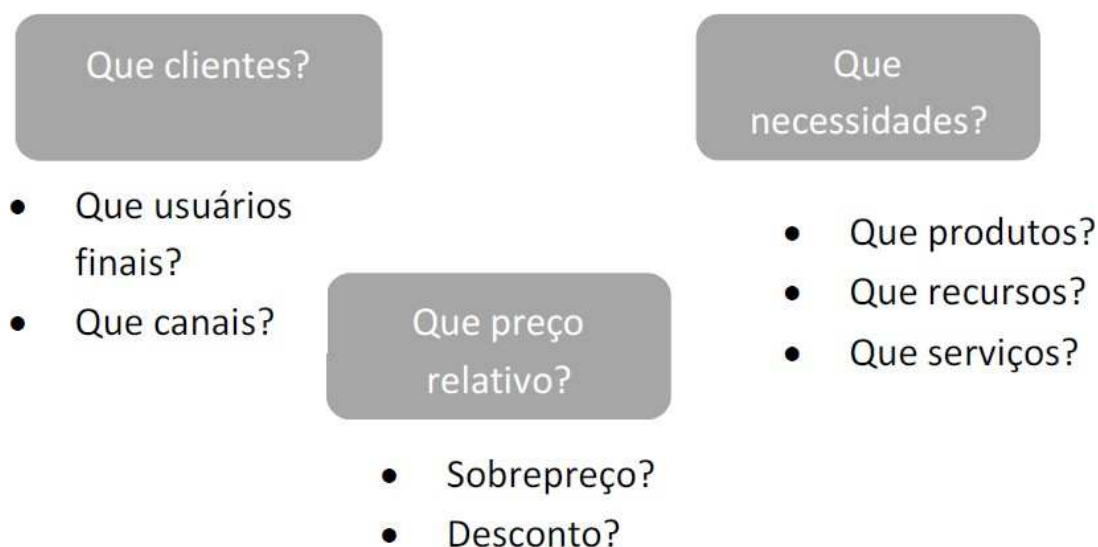 Que clientes?
• Que usuários
finais?
• Que canais?
Que
necessidades?
• Que produtos?
• Que recursos?
• Que serviços?
Que preço
relativo?
• Sobrepreço?
• Desconto?